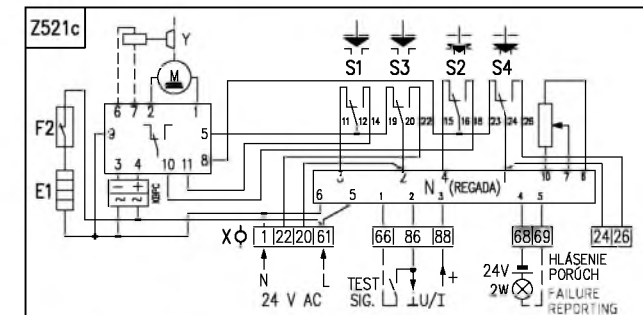 Z521c
Y
M
S1 S3 S2 S4
6 7 2 1
9 5
8
3 4 10 11
F2
E1
11 12 14 19 20 22 15 16 18 23 24 26
3 2 4 1 10 7 8
N (REGADA)
6 5 1 2 3 4 5
X 1 22 20 61 66 86 88 68 69 24 26
N L
24 V AC
TEST
SIG.
U/I
+
24V
2W
HLÁSENIE
PORÚCH
FAILURE
REPORTING